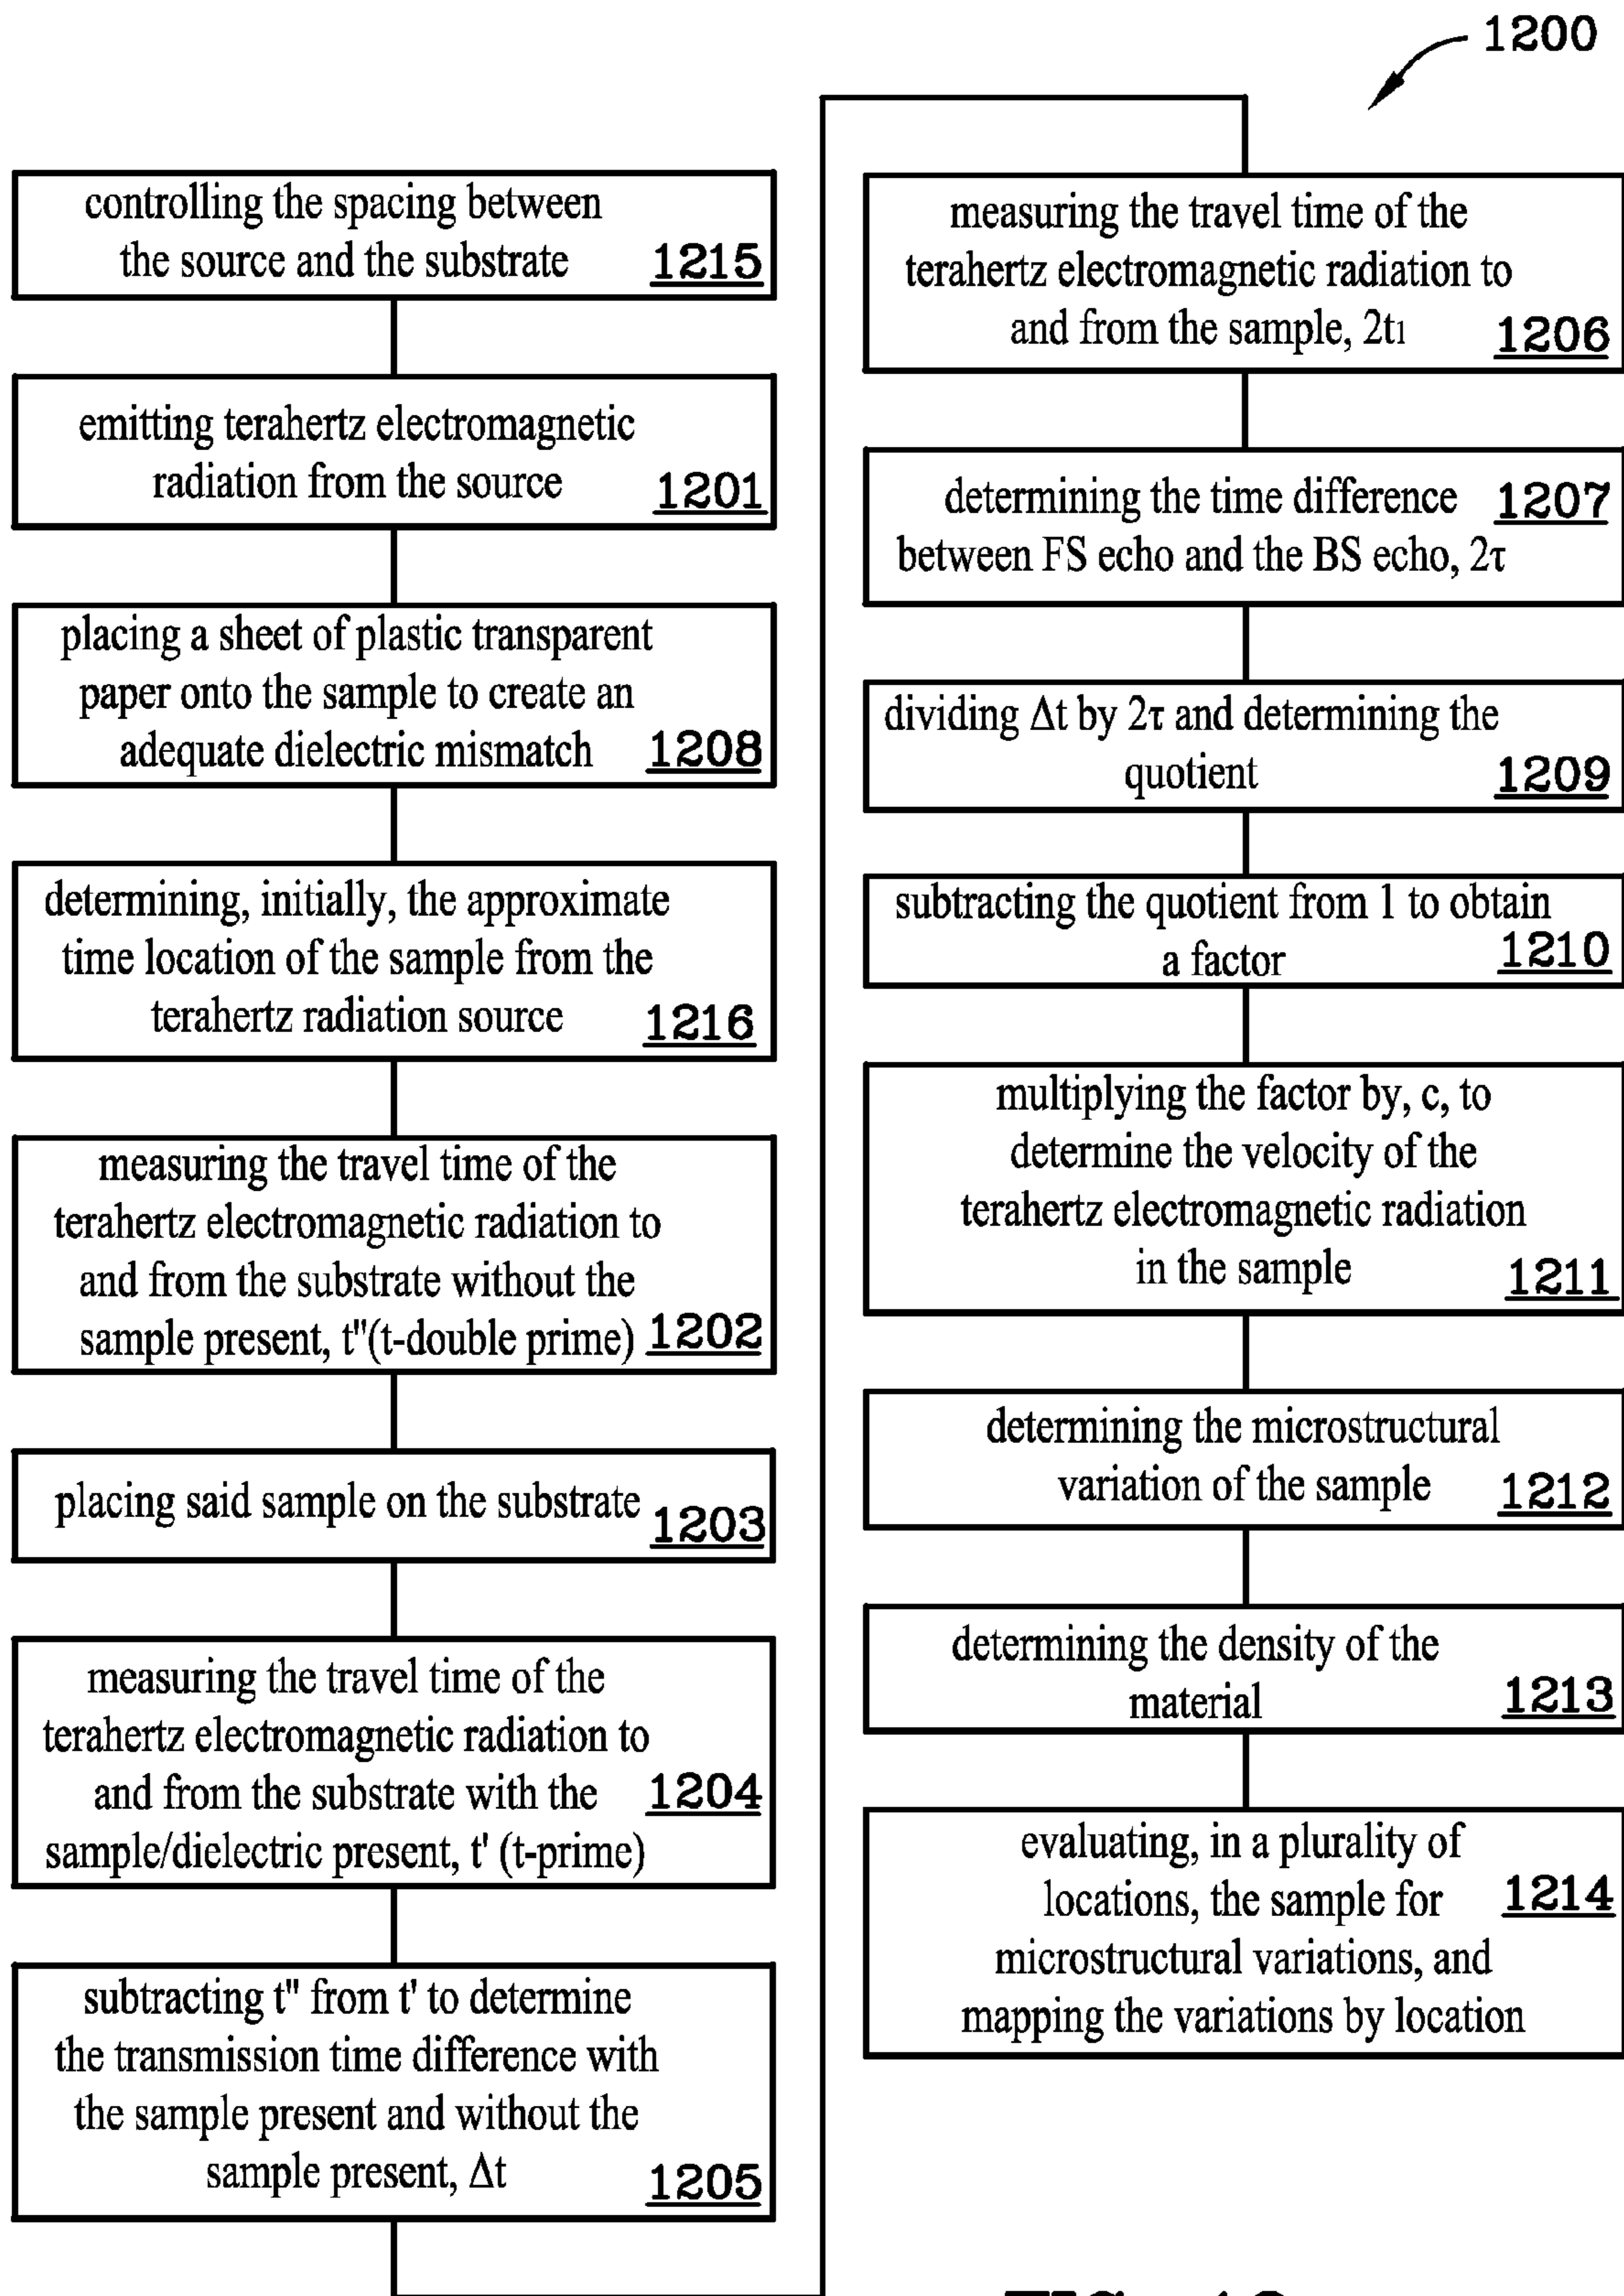 1200
controlling the spacing between
the source and the substrate 1215
emitting terahertz electromagnetic
radiation from the source 1201
placing a sheet of plastic transparent
paper onto the sample to create an
adequate dielectric mismatch 1208
determining, initially, the approximate
time location of the sample from the
terahertz radiation source 1216
measuring the travel time of the
terahertz electromagnetic radiation to
and from the substrate without the
sample present, t"(t-double prime) 1202
placing said sample on the substrate 1203
measuring the travel time of the
terahertz electromagnetic radiation to
and from the substrate with the 1204
sample/dielectric present, t' (t-prime)
subtracting t" from t' to determine
the transmission time difference with
the sample present and without the
sample present, Δt 1205
measuring the travel time of the
terahertz electromagnetic radiation to
and from the sample, 2t1 1206
determining the time difference 1207
between FS echo and the BS echo, 2τ
dividing Δt by 2τ and determining the
quotient 1209
subtracting the quotient from 1 to obtain
a factor 1210
multiplying the factor by, c, to
determine the velocity of the
terahertz electromagnetic radiation
in the sample 1211
determining the microstructural
variation of the sample 1212
determining the density of the
material 1213
evaluating, in a plurality of
locations, the sample for 1214
microstructural variations, and
mapping the variations by location